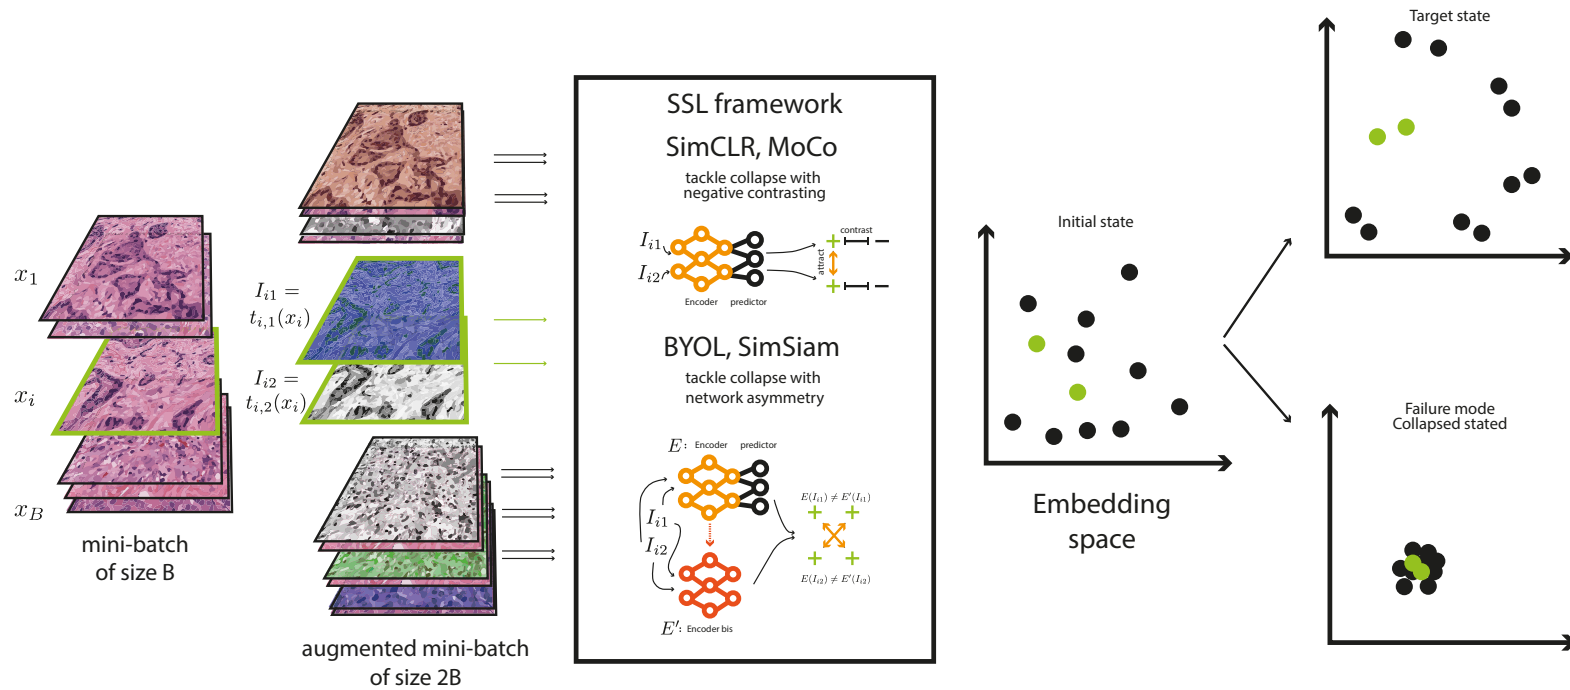 x_1
x_i
x_B
mini-batch
of size B
I_{i1} =
t_{i,1}(x_i)
I_{i2} =
t_{i,2}(x_i)
augmented mini-batch
of size 2B
SSL framework
SimCLR, MoCo
tackle collapse with
negative contrasting
I_{i1}
I_{i2}
Encoder predictor
attract
contrast
+ −
+ −
BYOL, SimSiam
tackle collapse with
network asymmetry
E: Encoder predictor
I_{i1}
I_{i2}
E(I_{i1}) ≠ E'(I_{i1})
+ +
+ +
E(I_{i2}) ≠ E'(I_{i2})
E': Encoder bis
Initial state
Embedding
space
Target state
Failure mode
Collapsed stated